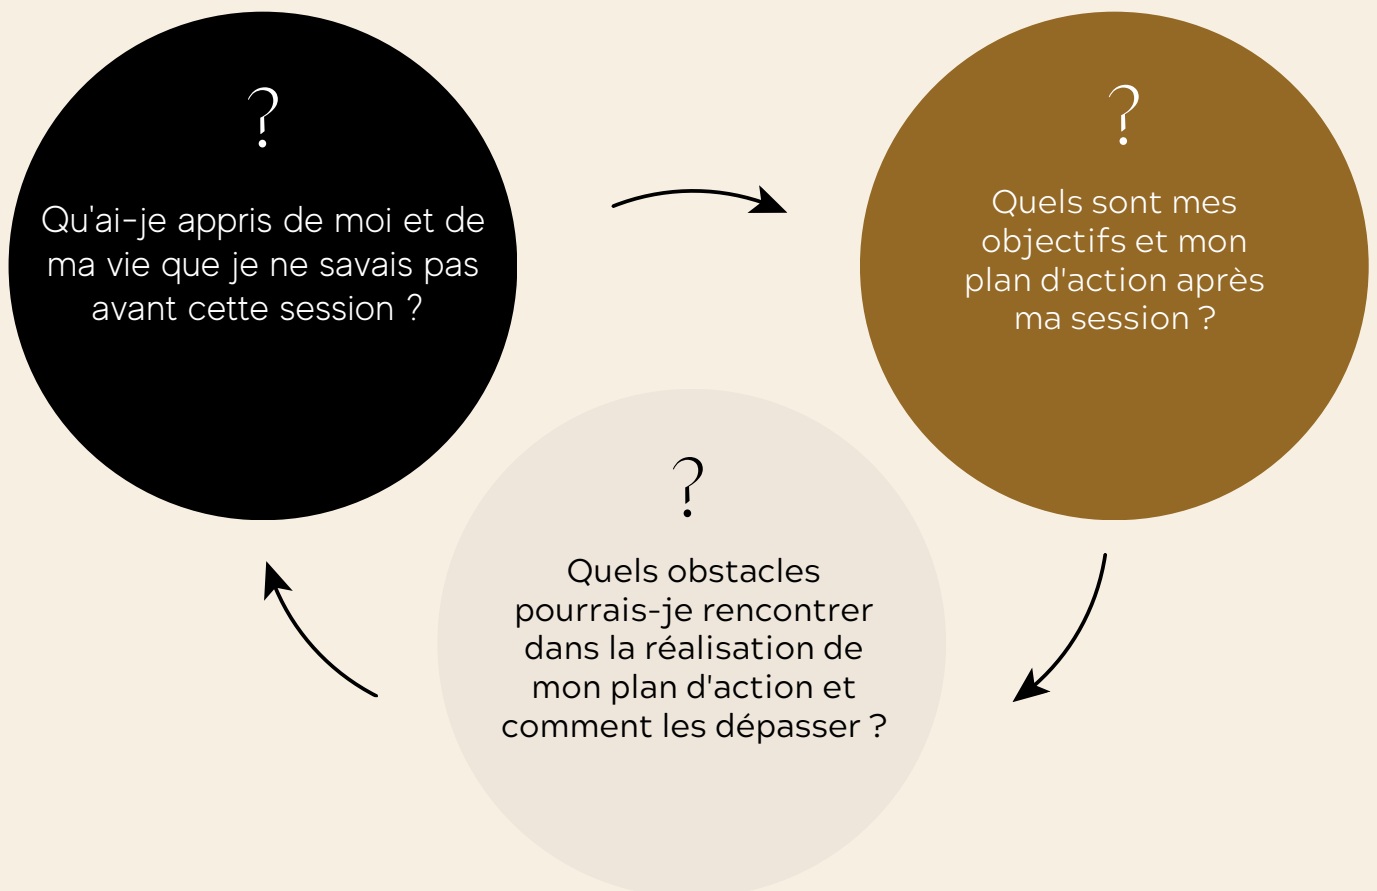 ?
Qu'ai-je appris de moi et de
ma vie que je ne savais pas
avant cette session ?
?
Quels sont mes
objectifs et mon
plan d'action après
ma session ?
?
Quels obstacles
pourrais-je rencontrer
dans la réalisation de
mon plan d'action et
comment les dépasser ?